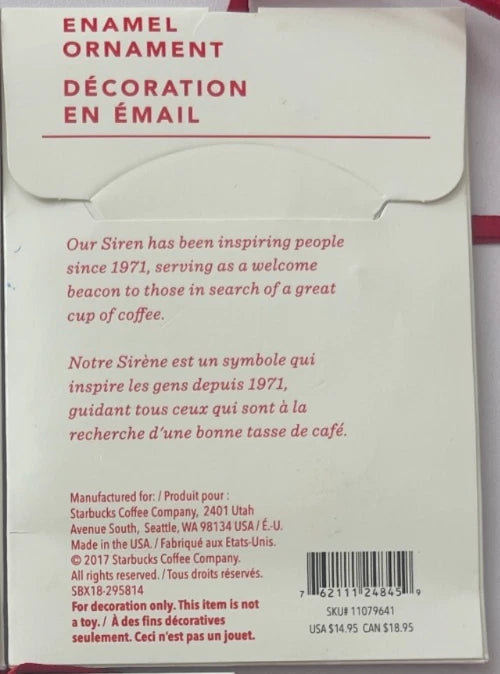 ENAMEL
ORNAMENT
DÉCORATION
EN ÉMAIL
Our Siren has been inspiring people
since 1971, serving as a welcome
beacon to those in search of a great
cup of coffee.
Notre Sirène est un symbole qui
inspire les gens depuis 1971,
guidant tous ceux qui sont à la
recherche d'une bonne tasse de café.
Manufactured for: / Produit pour :
Starbucks Coffee Company, 2401 Utah
Avenue South, Seattle, WA 98134 USA / É.-U.
Made in the USA. / Fabriqué aux Etats-Unis.
© 2017 Starbucks Coffee Company.
All rights reserved. / Tous droits réservés.
SBX18-295814
For decoration only. This item is not
a toy. / À des fins décoratives
seulement. Ceci n'est pas un jouet.
7 62111 24845 9
SKU# 11079641
USA $14.95 CAN $18.95